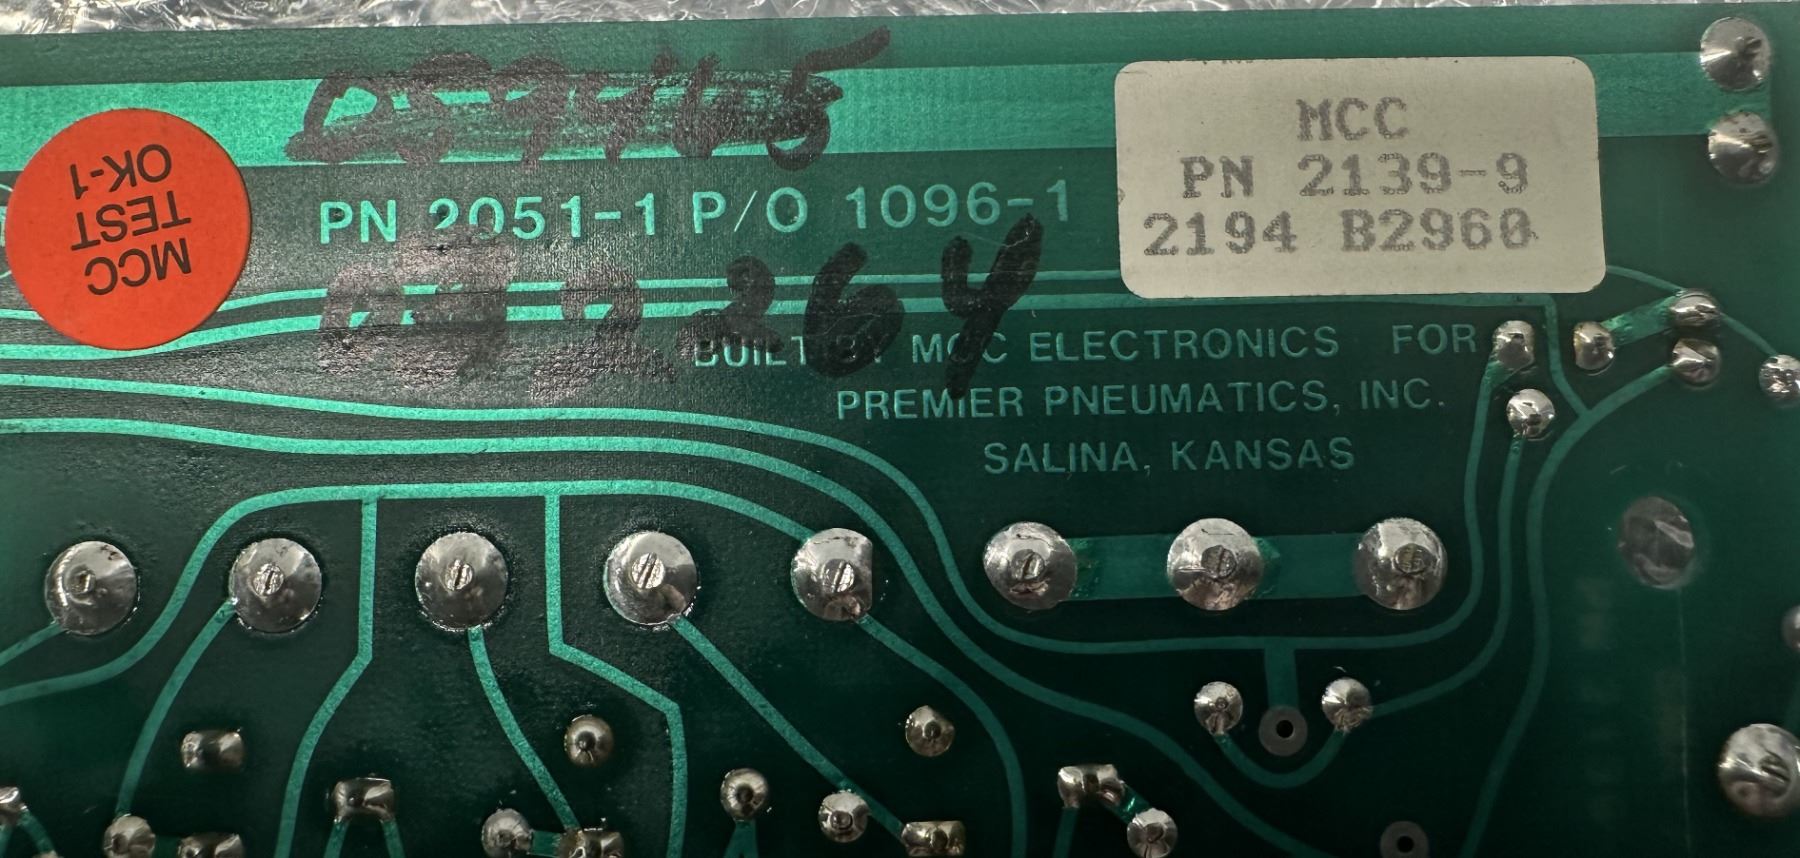 MCC
TEST
OK-1
PN 2051-1 P/O 1096-1
MCC
PN 2139-9
2194 B2960
BUILT BY MCC ELECTRONICS FOR
PREMIER PNEUMATICS, INC.
SALINA, KANSAS